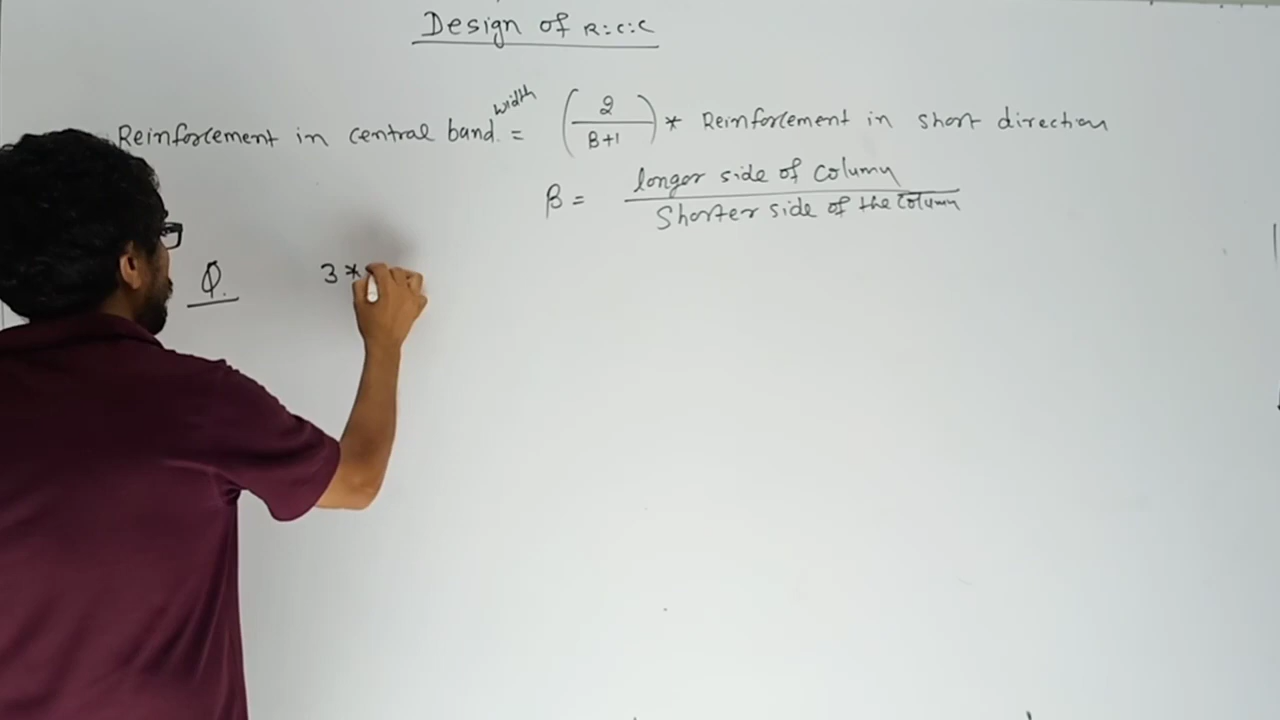 Design of R.C.C
Reinforcement in central band width = (2 / β+1) * Reinforcement in short direction
β = longer side of column / Shorter side of the column
Q. 3*